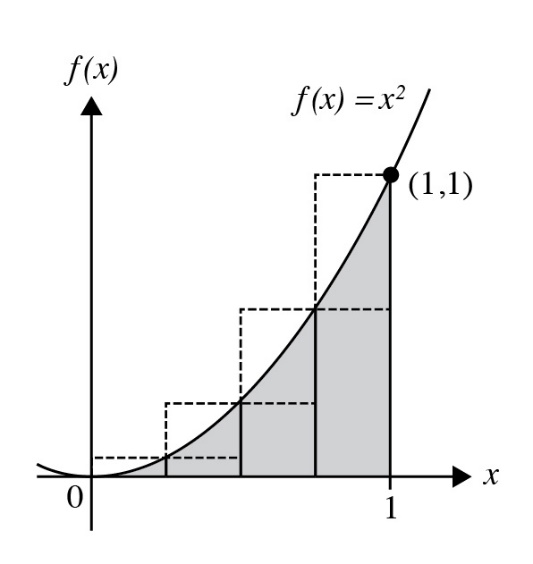 f(x)
f(x) = x²
(1,1)
x
0
1